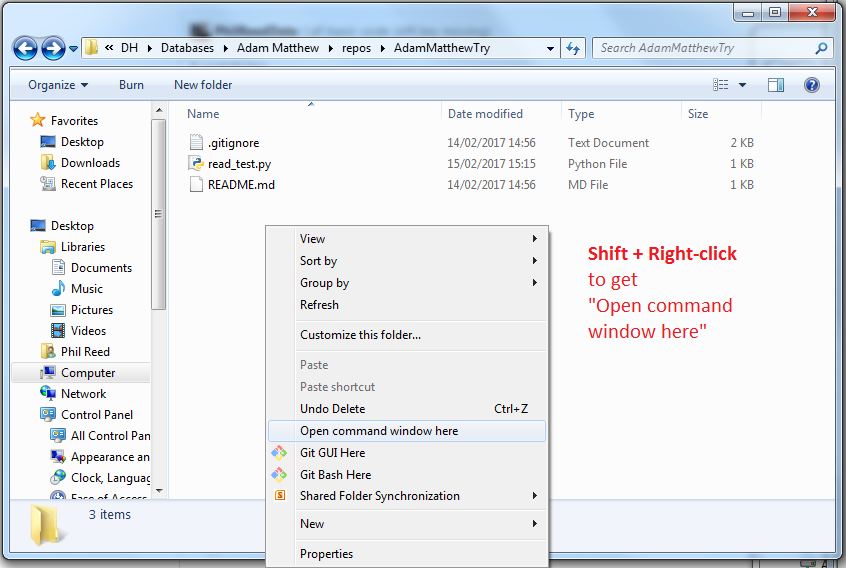 « DH ▸ Databases ▸ Adam Matthew ▸ repos ▸ AdamMatthewTry
Search AdamMatthewTry
Organize Burn New folder
Name Date modified Type Size
.gitignore 14/02/2017 14:56 Text Document 2 KB
read_test.py 15/02/2017 15:15 Python File 1 KB
README.md 14/02/2017 14:56 MD File 1 KB
Favorites
Desktop
Downloads
Recent Places
Desktop
Libraries
Documents
Music
Pictures
Videos
Phil Reed
Computer
Network
Control Panel
All Control Pan
Appearance an
Clock, Languag
Ease of Access
3 items
View
Sort by
Group by
Refresh
Customize this folder...
Paste
Paste shortcut
Undo Delete Ctrl+Z
Open command window here
Git GUI Here
Git Bash Here
Shared Folder Synchronization
New
Properties
Shift + Right-click
to get
"Open command
window here"